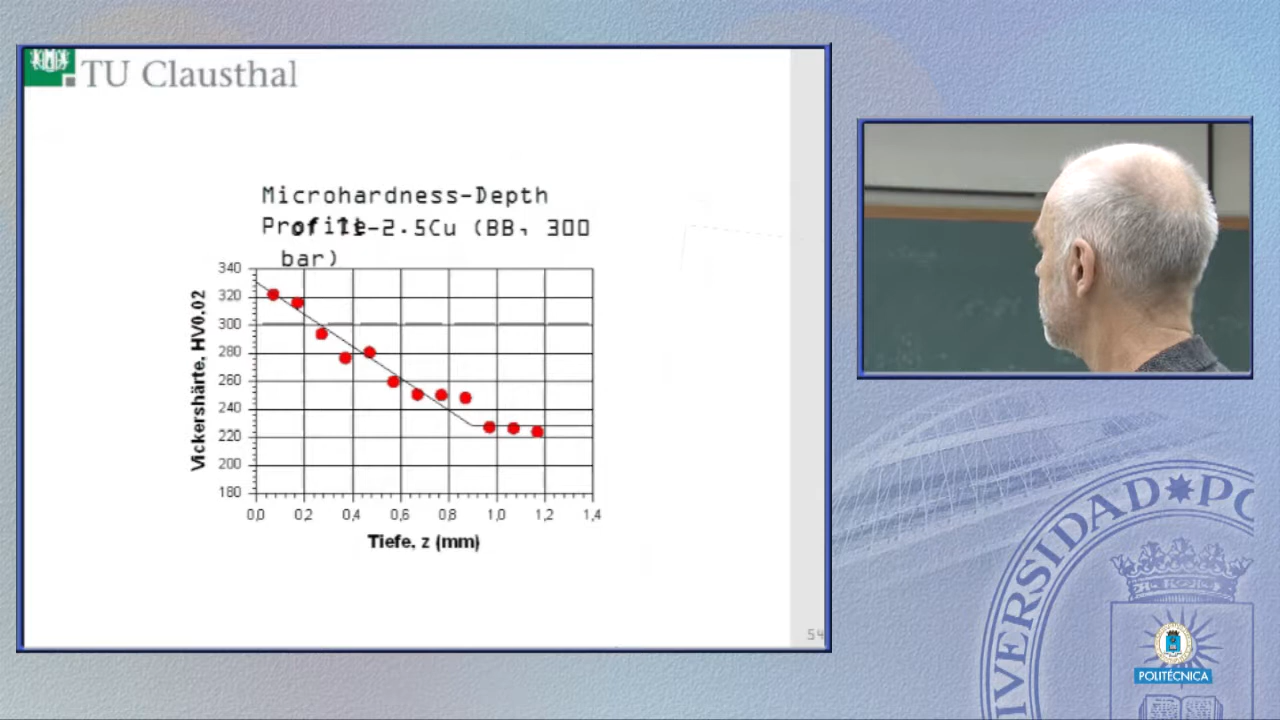 TU Clausthal
Microhardness-Depth
Profile
of Ti-2.5Cu (BB, 300
bar)
340
320
300
280
260
240
220
200
180
Vickershärte, HV0.02
0,0 0,2 0,4 0,6 0,8 1,0 1,2 1,4
Tiefe, z (mm)
54
UNIVERSIDAD PO
POLITÉCNICA